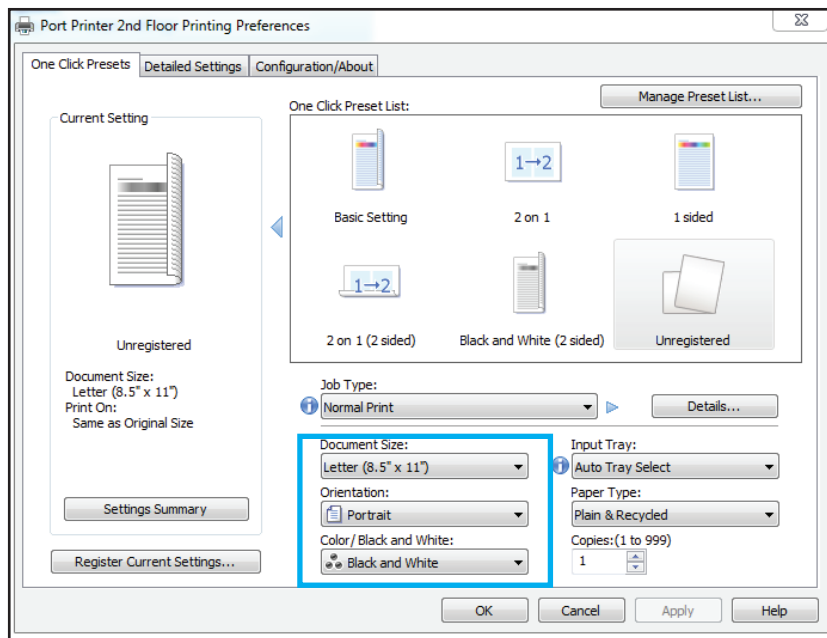 Port Printer 2nd Floor Printing Preferences
One Click Presets
Detailed Settings
Configuration/About
Manage Preset List...
One Click Preset List:
Current Setting
Unregistered
Document Size:
Letter (8.5" x 11")
Print On:
Same as Original Size
Settings Summary
Register Current Settings...
Basic Setting
1→2
2 on 1
1 sided
1→2
2 on 1 (2 sided)
Black and White (2 sided)
Unregistered
Job Type:
Normal Print
Details...
Document Size:
Letter (8.5" x 11")
Orientation:
Portrait
Color/Black and White:
Black and White
Input Tray:
Auto Tray Select
Paper Type:
Plain & Recycled
Copies:(1 to 999)
1
OK
Cancel
Apply
Help